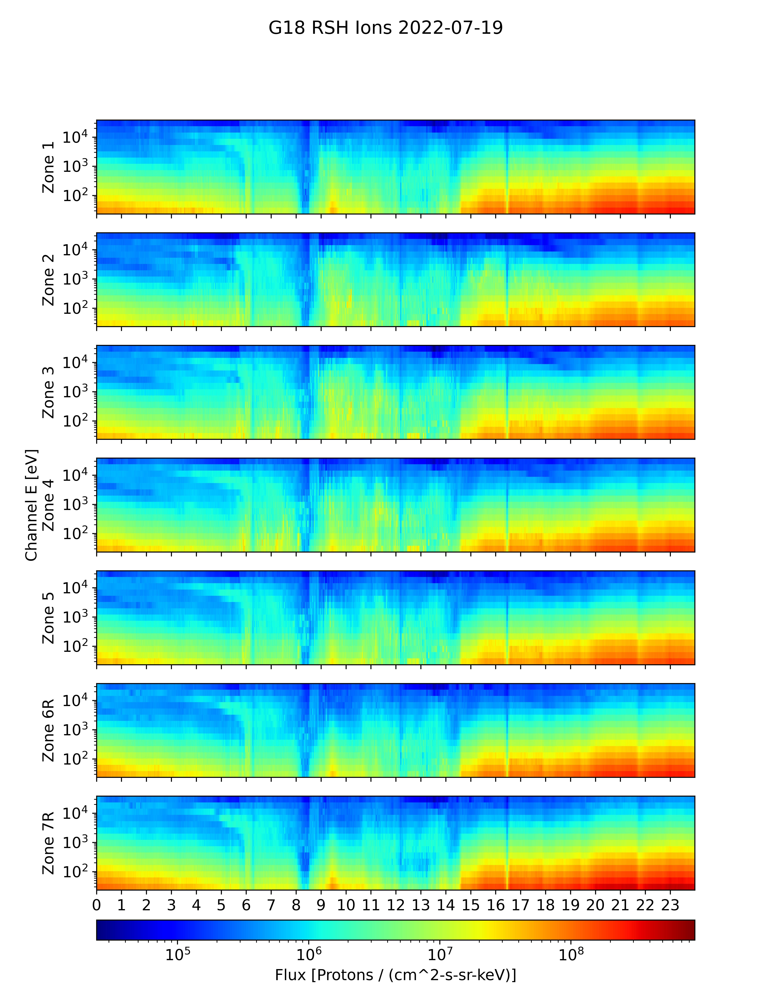 G18 RSH Ions 2022-07-19
Channel E [eV]
Zone 1
10^4
10^3
10^2
Zone 2
10^4
10^3
10^2
Zone 3
10^4
10^3
10^2
Zone 4
10^4
10^3
10^2
Zone 5
10^4
10^3
10^2
Zone 6R
10^4
10^3
10^2
Zone 7R
10^4
10^3
10^2
0 1 2 3 4 5 6 7 8 9 10 11 12 13 14 15 16 17 18 19 20 21 22 23
10^5 10^6 10^7 10^8
Flux [Protons / (cm^2-s-sr-keV)]